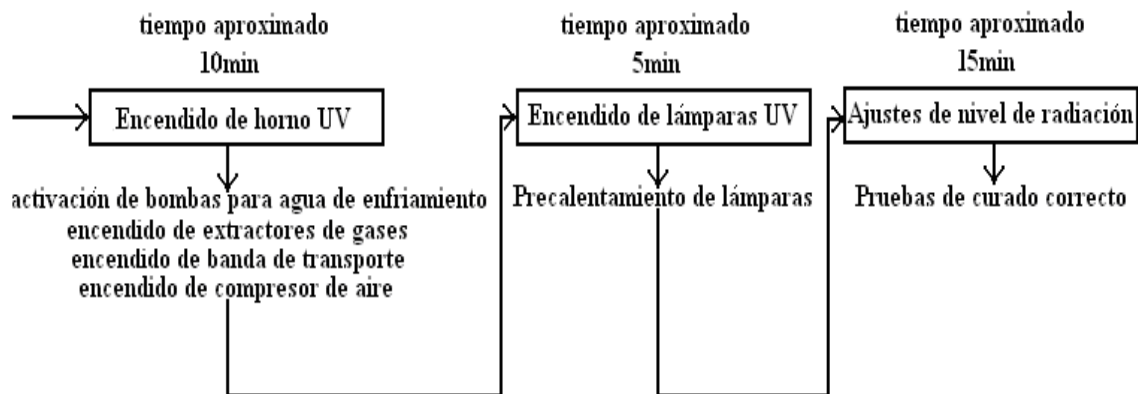 tiempo aproximado
10min
Encendido de horno UV
activación de bombas para agua de enfriamiento
encendido de extractores de gases
encendido de banda de transporte
encendido de compresor de aire
tiempo aproximado
5min
Encendido de lámparas UV
Precalentamiento de lámparas
tiempo aproximado
15min
Ajustes de nivel de radiación
Pruebas de curado correcto